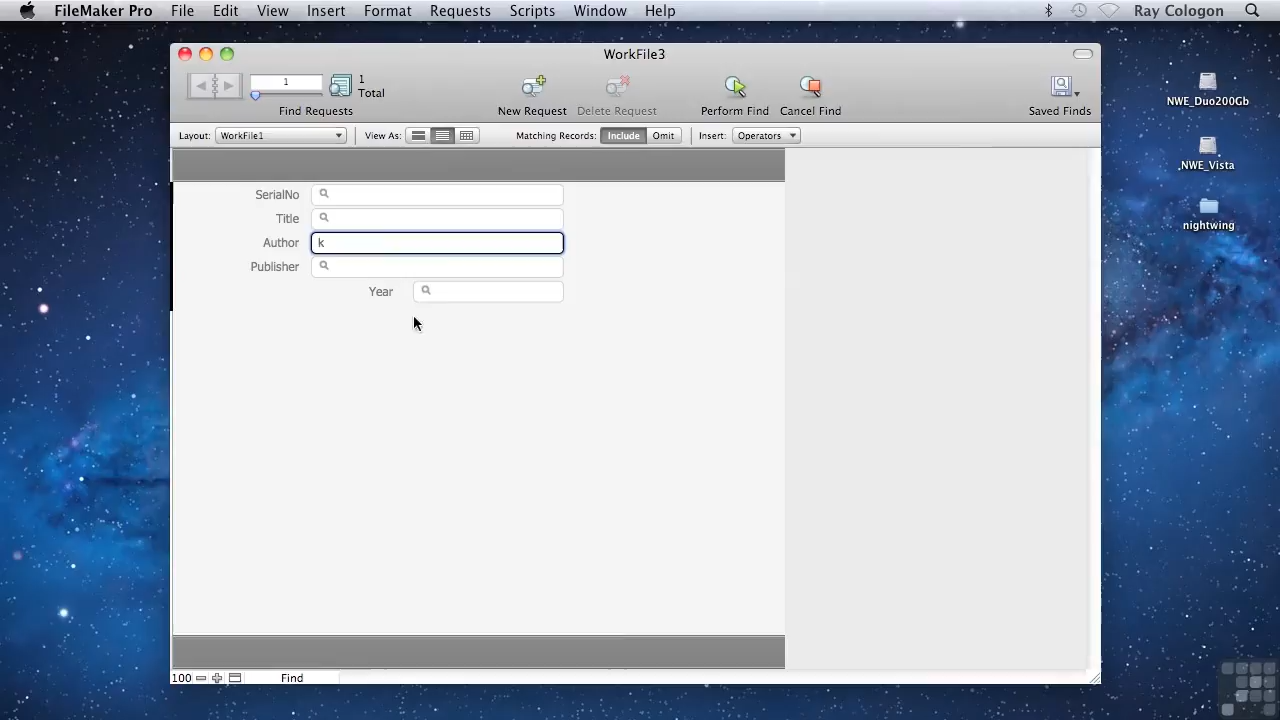 FileMaker Pro File Edit View Insert Format Requests Scripts Window Help Ray Cologon
WorkFile3
1
1
Total
Find Requests
New Request
Delete Request
Perform Find
Cancel Find
Saved Finds
Layout: WorkFile1 View As: Matching Records: Include Omit Insert: Operators
SerialNo
Title
Author k
Publisher
Year
100 Find
NWE_Duo200Gb
NWE_Vista
nightwing